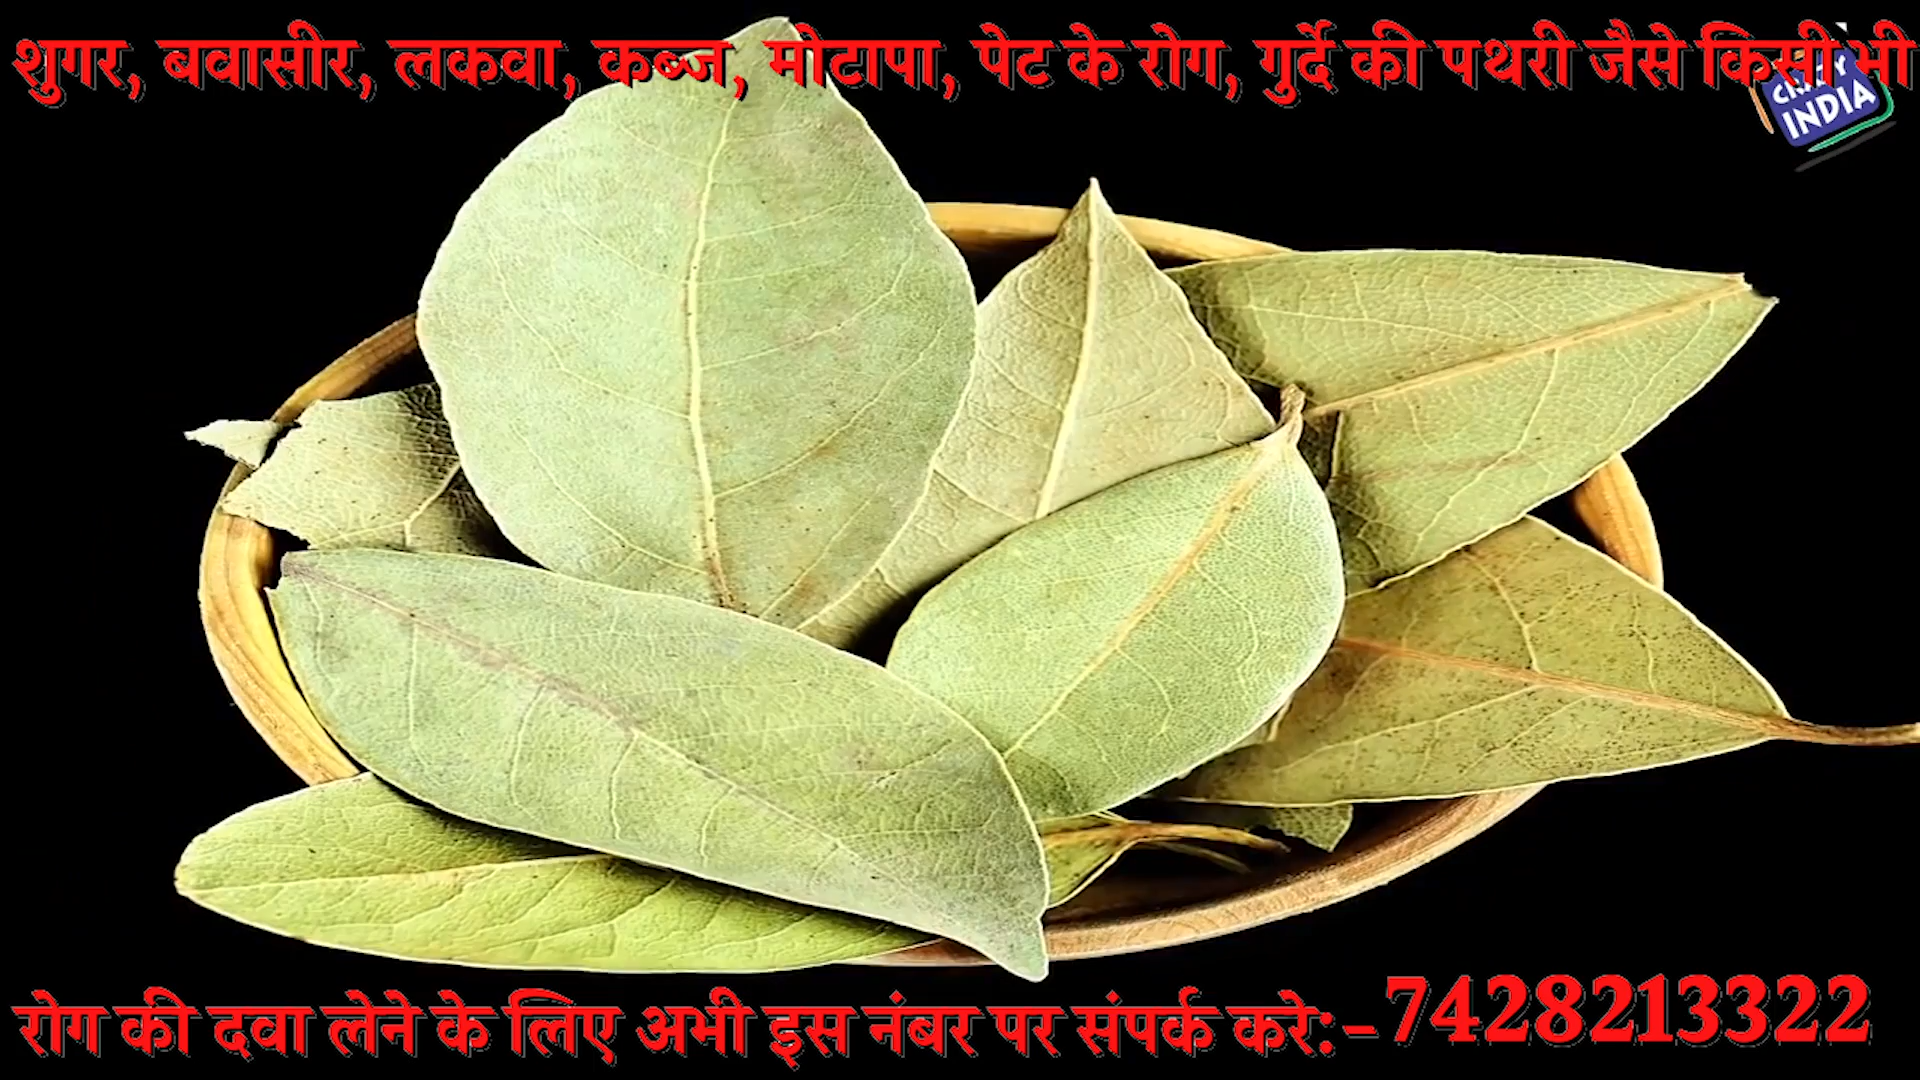 शुगर, बवासीर, लकवा, कब्ज, मोटापा, पेट के रोग, गुर्दे की पथरी जैसे किसी भी
INDIA
रोग की दवा लेने के लिए अभी इस नंबर पर संपर्क करे:-7428213322